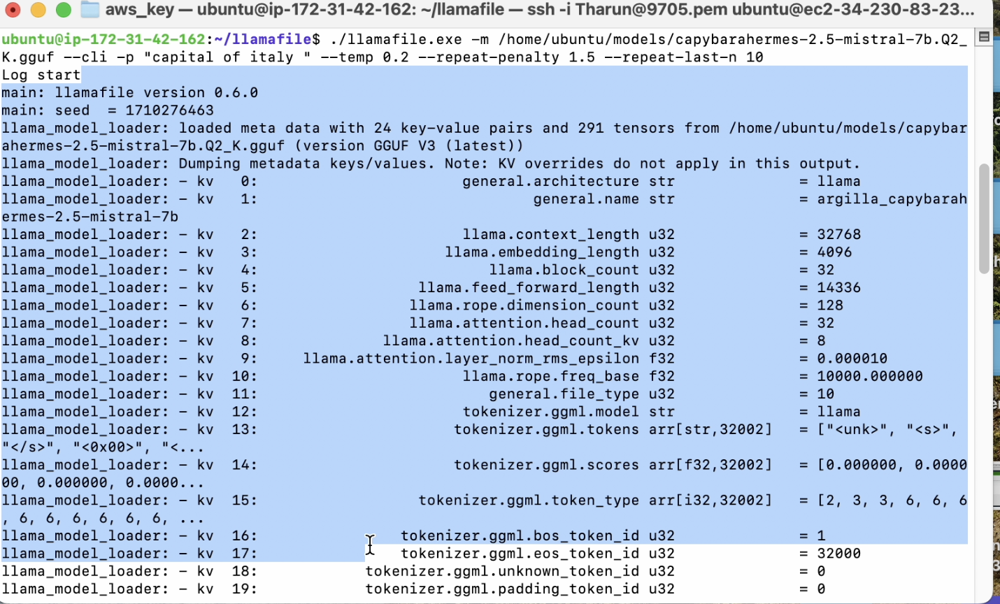 aws_key — ubuntu@ip-172-31-42-162: ~/llamafile — ssh -i Tharun@9705.pem ubuntu@ec2-34-230-83-23...
ubuntu@ip-172-31-42-162:~/llamafile$ ./llamafile.exe -m /home/ubuntu/models/capybarahermes-2.5-mistral-7b.Q2_
K.gguf --cli -p "capital of italy " --temp 0.2 --repeat-penalty 1.5 --repeat-last-n 10
Log start
main: llamafile version 0.6.0
main: seed  = 1710276463
llama_model_loader: loaded meta data with 24 key-value pairs and 291 tensors from /home/ubuntu/models/capybar
ahermes-2.5-mistral-7b.Q2_K.gguf (version GGUF V3 (latest))
llama_model_loader: Dumping metadata keys/values. Note: KV overrides do not apply in this output.
llama_model_loader: - kv   0:                       general.architecture str              = llama
llama_model_loader: - kv   1:                               general.name str              = argilla_capybarah
ermes-2.5-mistral-7b
llama_model_loader: - kv   2:                       llama.context_length u32              = 32768
llama_model_loader: - kv   3:                     llama.embedding_length u32              = 4096
llama_model_loader: - kv   4:                          llama.block_count u32              = 32
llama_model_loader: - kv   5:                  llama.feed_forward_length u32              = 14336
llama_model_loader: - kv   6:                 llama.rope.dimension_count u32              = 128
llama_model_loader: - kv   7:                 llama.attention.head_count u32              = 32
llama_model_loader: - kv   8:              llama.attention.head_count_kv u32              = 8
llama_model_loader: - kv   9:     llama.attention.layer_norm_rms_epsilon f32              = 0.000010
llama_model_loader: - kv  10:                       llama.rope.freq_base f32              = 10000.000000
llama_model_loader: - kv  11:                          general.file_type u32              = 10
llama_model_loader: - kv  12:                       tokenizer.ggml.model str              = llama
llama_model_loader: - kv  13:                      tokenizer.ggml.tokens arr[str,32002]   = ["<unk>", "<s>",
"</s>", "<0x00>", "<...
llama_model_loader: - kv  14:                      tokenizer.ggml.scores arr[f32,32002]   = [0.000000, 0.0000
00, 0.000000, 0.0000...
llama_model_loader: - kv  15:                  tokenizer.ggml.token_type arr[i32,32002]   = [2, 3, 3, 6, 6, 6
, 6, 6, 6, 6, 6, 6, ...
llama_model_loader: - kv  16:                tokenizer.ggml.bos_token_id u32              = 1
llama_model_loader: - kv  17:                tokenizer.ggml.eos_token_id u32              = 32000
llama_model_loader: - kv  18:            tokenizer.ggml.unknown_token_id u32              = 0
llama_model_loader: - kv  19:            tokenizer.ggml.padding_token_id u32              = 0